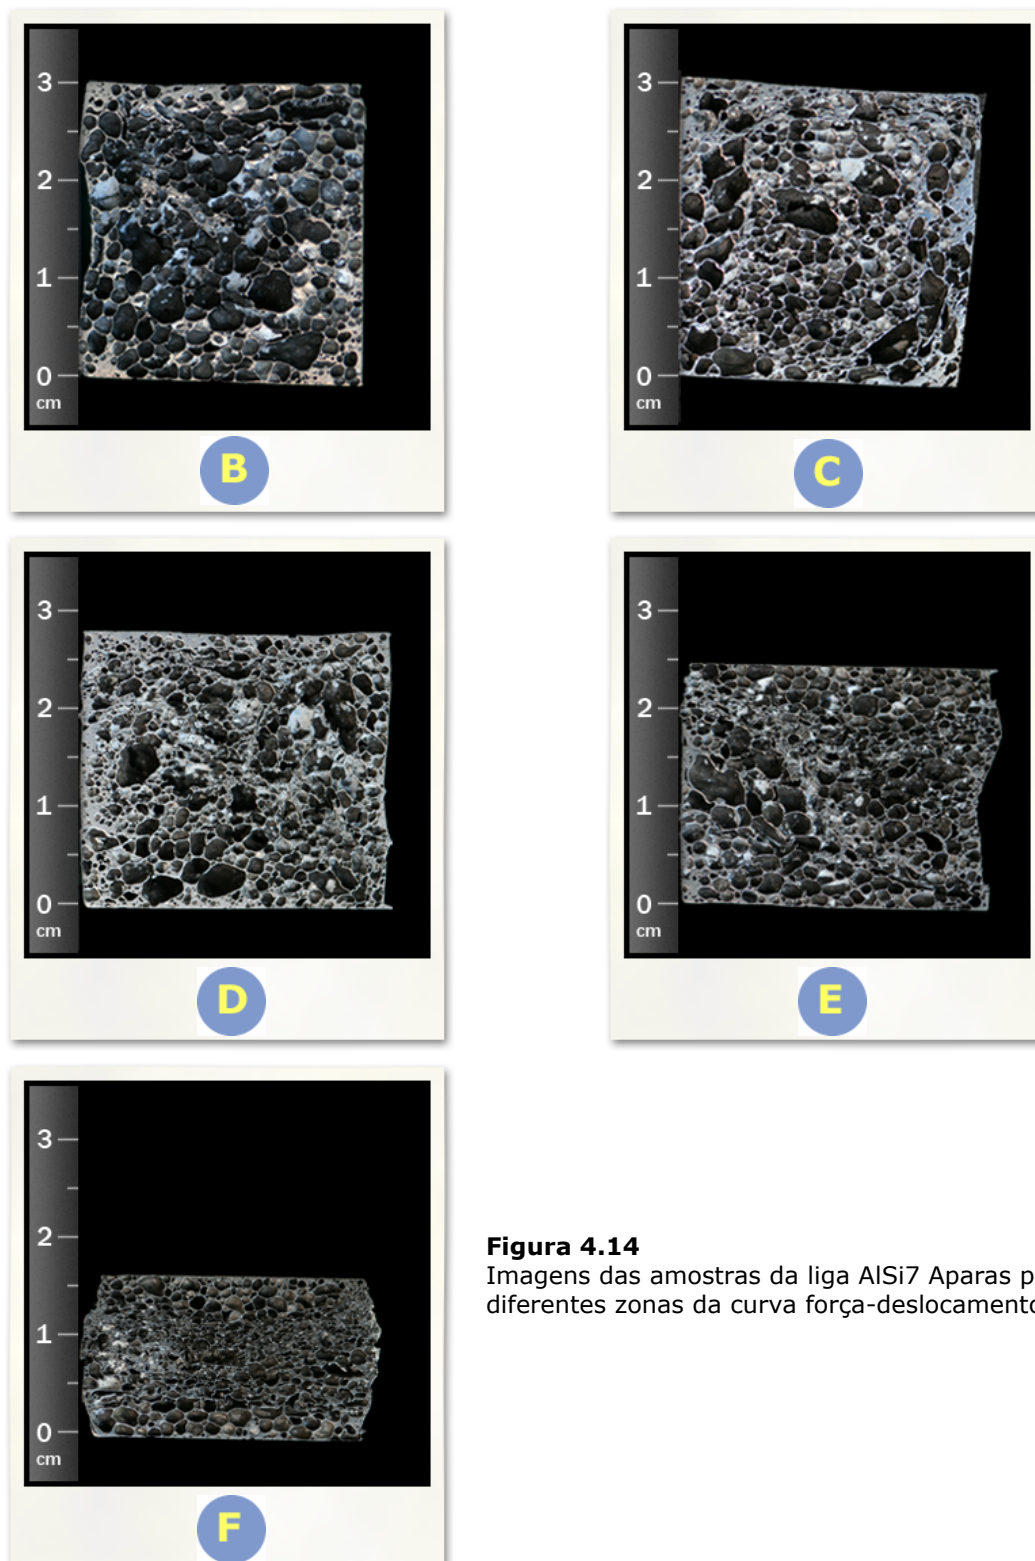 3
2
1
0
cm
B
3
2
1
0
cm
C
3
2
1
0
cm
D
3
2
1
0
cm
E
3
2
1
0
cm
F
Figura 4.14
Imagens das amostras da liga AlSi7 Aparas p
diferentes zonas da curva força-deslocamento